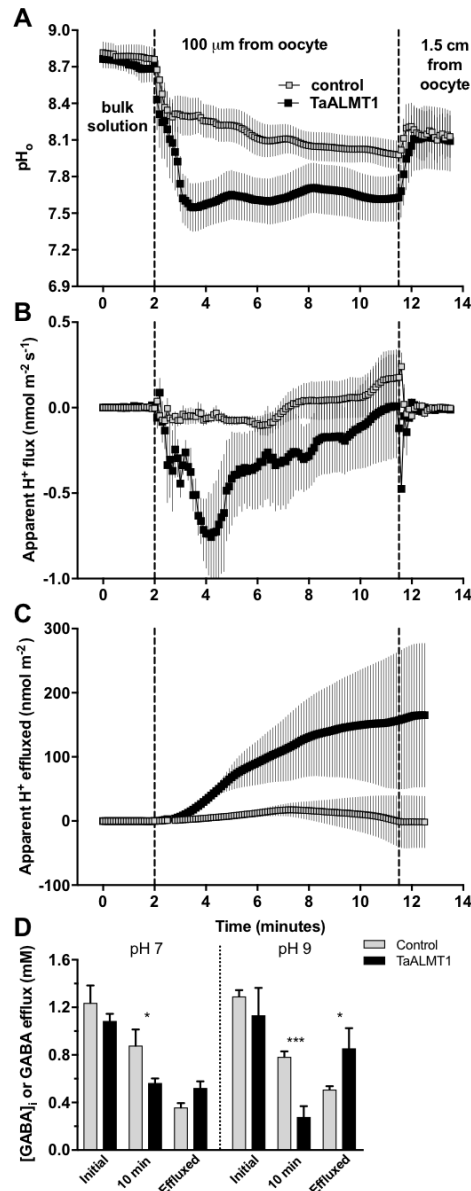 A
9.0
8.7
8.4
8.1
7.8
7.5
7.2
6.9
pHo
100 µm from oocyte
1.5 cm
from
oocyte
bulk
solution
control
TaALMT1
0 2 4 6 8 10 12 14
B
0.5
0.0
-0.5
-1.0
Apparent H+ flux (nmol m-2 s-1)
0 2 4 6 8 10 12 14
C
300
200
100
0
-100
Apparent H+ effluxed (nmol m-2)
0 2 4 6 8 10 12 14
Time (minutes)
D
pH 7
pH 9
Control
TaALMT1
1.6
1.2
0.8
0.4
0.0
[GABA]i or GABA efflux (mM)
*
***
*
Initial
10 min
Effluxed
Initial
10 min
Effluxed